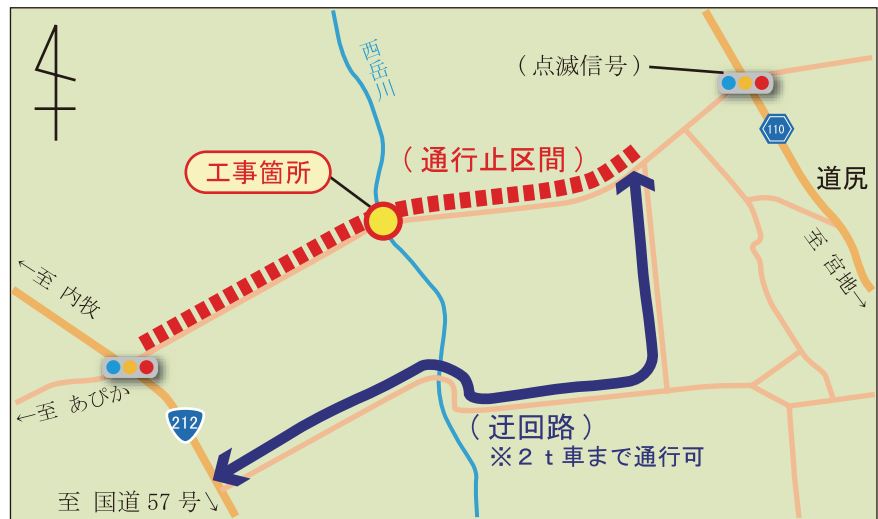 西岳川
（点滅信号）
110
（通行止区間）
工事箇所
道尻
至 宮地→
←至 内牧
←至 あぴか
212
（迂回路）
※２ｔ車まで通行可
至 国道 57 号↘